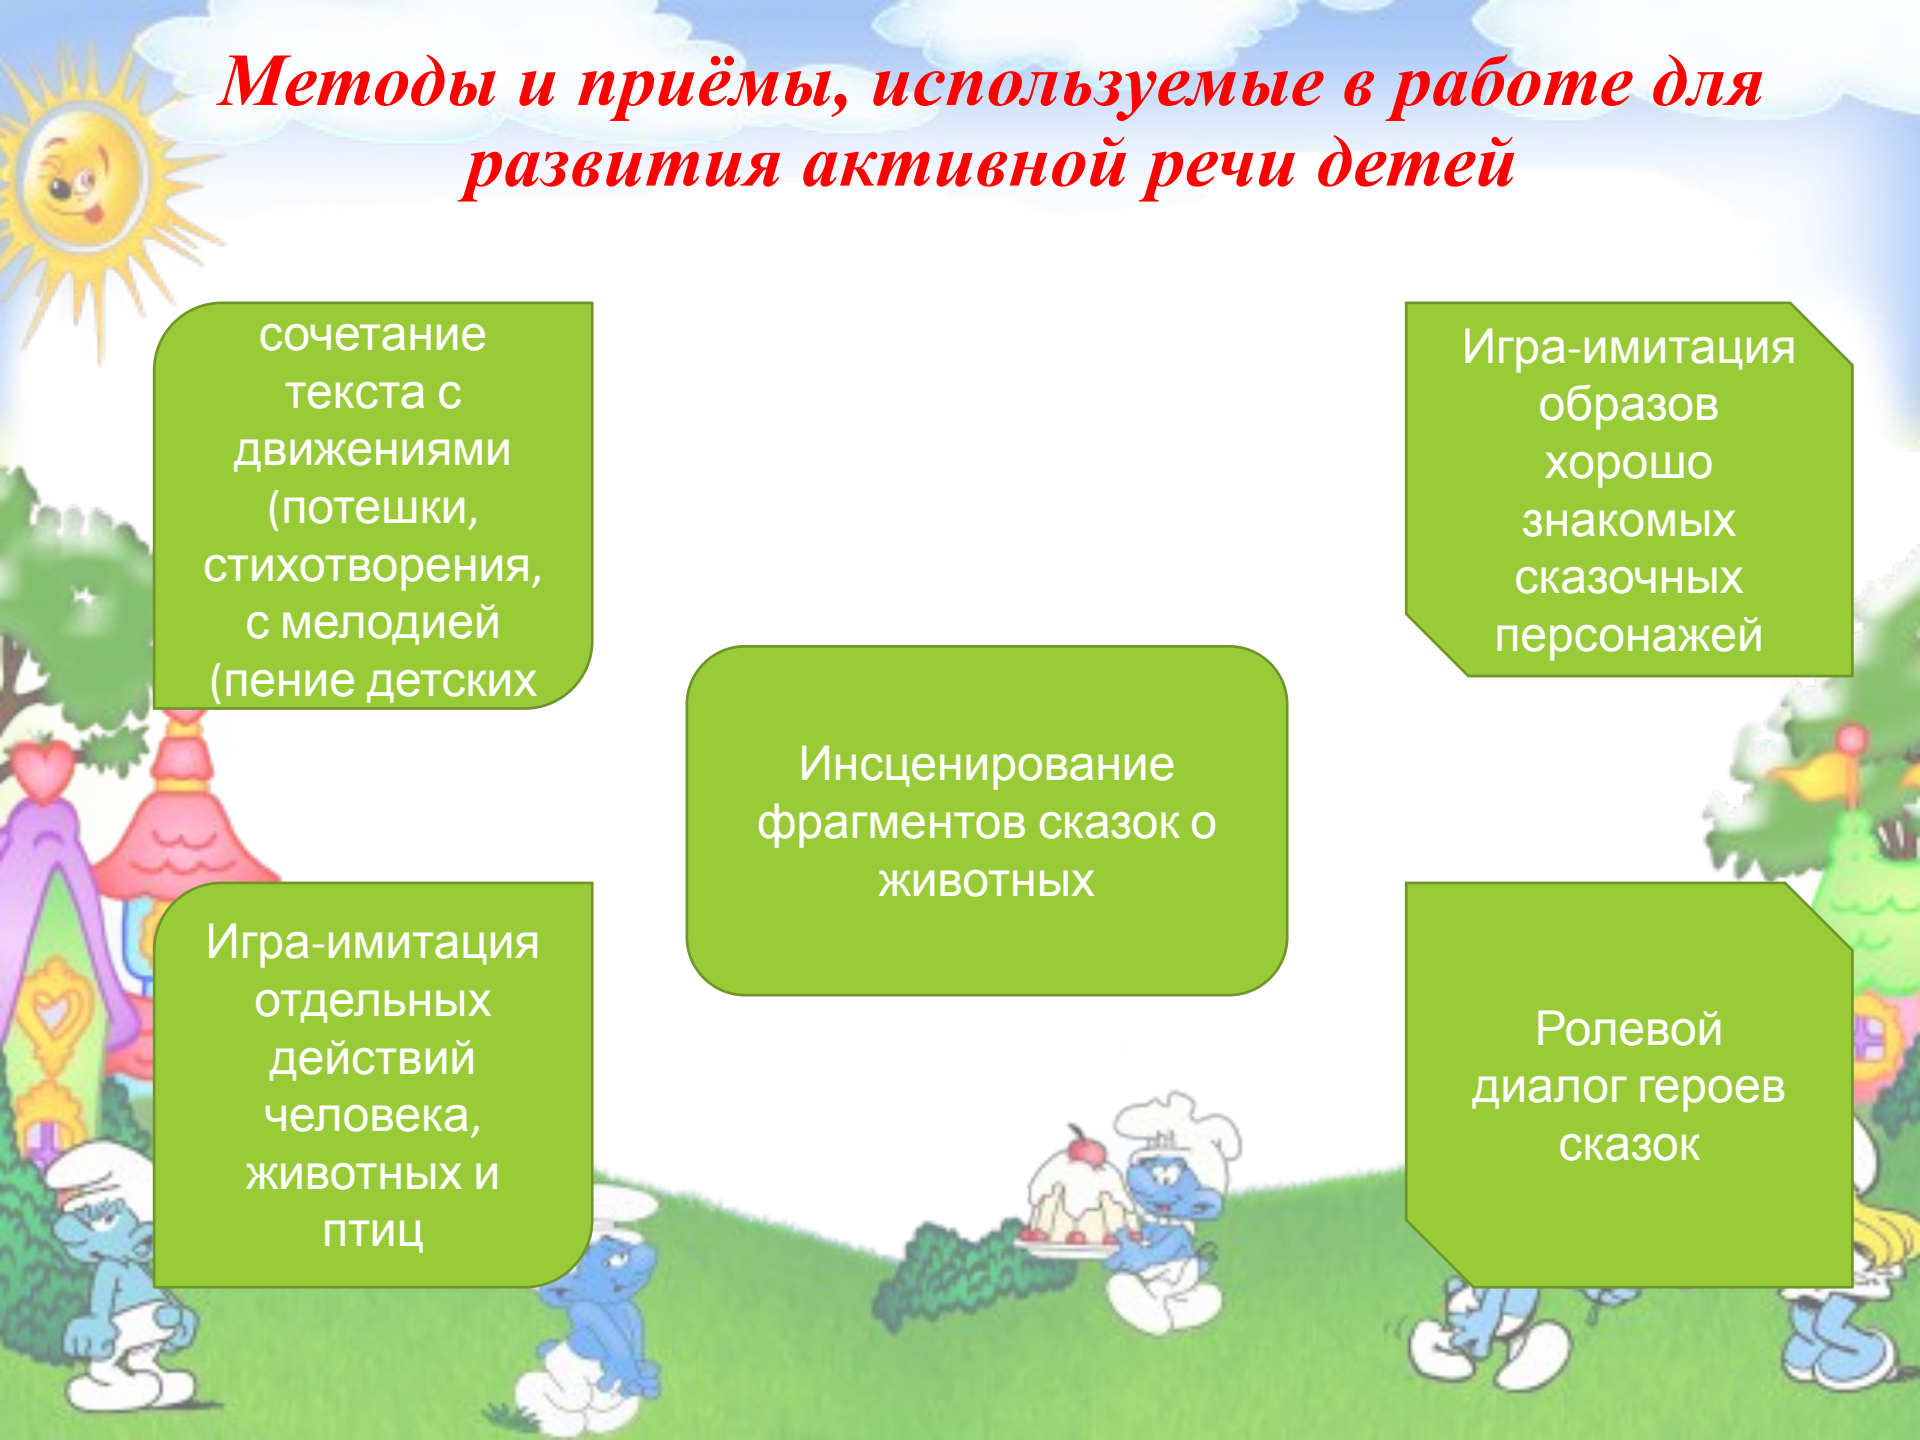 Методы и приёмы, используемые в работе для
развития активной речи детей
сочетание
текста с
движениями
(потешки,
стихотворения,
с мелодией
(пение детских
Игра-имитация
образов
хорошо
знакомых
сказочных
персонажей
Инсценирование
фрагментов сказок о
животных
Игра-имитация
отдельных
действий
человека,
животных и
птиц
Ролевой
диалог героев
сказок